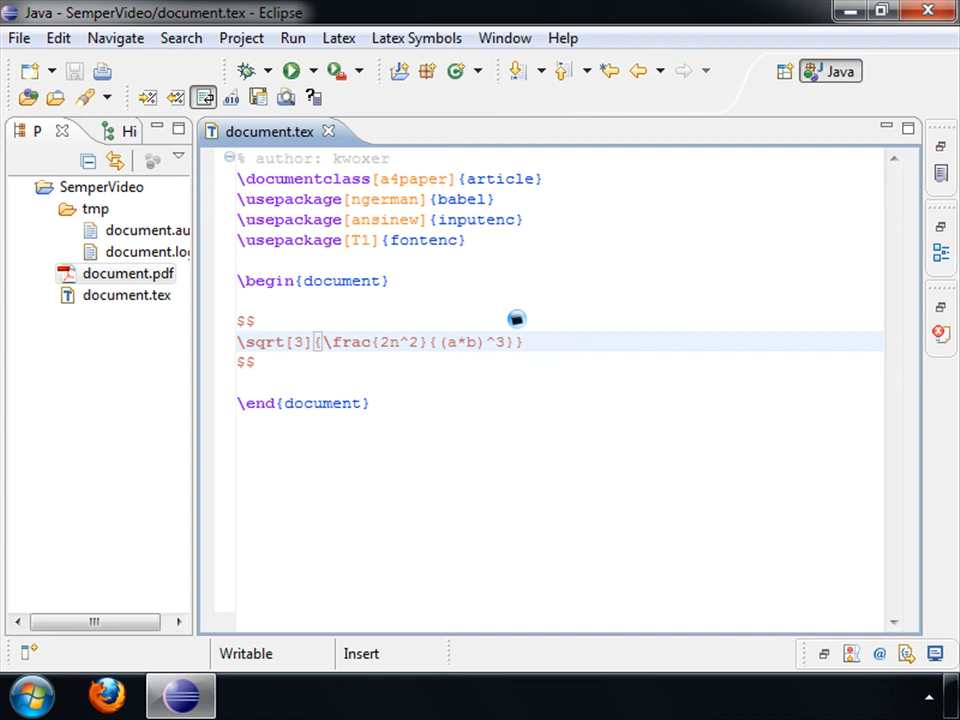 Java - SemperVideo/document.tex - Eclipse
File Edit Navigate Search Project Run Latex Latex Symbols Window Help
Java
P Hi
document.tex
SemperVideo
tmp
document.au
document.log
document.pdf
document.tex
% author: kwoxer
\documentclass[a4paper]{article}
\usepackage[ngerman]{babel}
\usepackage[ansinew]{inputenc}
\usepackage[T1]{fontenc}
\begin{document}
$$
\sqrt[3]{\frac{2n^2}{(a*b)^3}}
$$
\end{document}
Writable Insert